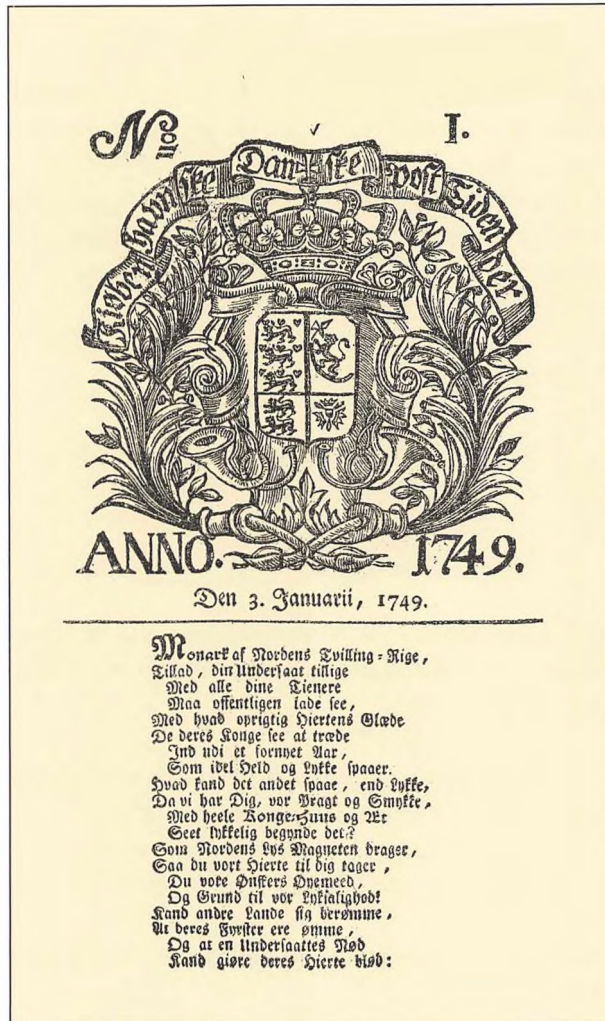 No 1.
Kiøbenhavnske Danske Post Tidender
ANNO. 1749.
Den 3. Januarii, 1749.
Monark af Nordens Tvilling-Rige,
Tillad, din Undersaat tillige
Med alle dine Tienere
Maa offentligen lade see,
Med hvad oprigtig Hiertens Glæde
De deres Konge see at træde
Ind udi et fornyet Aar,
Som idel Held og Lykke spaaer.
Hvad kand det andet spaae, end Lykke,
Da vi har Dig, vor Pragt og Smykke,
Med heele Konge-Huus og Æt
Seet lykkelig begynde det?
Som Nordens Lys Magneten drager,
Saa du vort Hierte til dig tager,
Du vore Ønskers Øyemeed,
Og Grund til vor Lyksalighed!
Kand andre Lande sig berømme,
At deres Fyrster ere ømme,
Og at en Undersaattes Nød
Kand giøre deres Hierte blød: